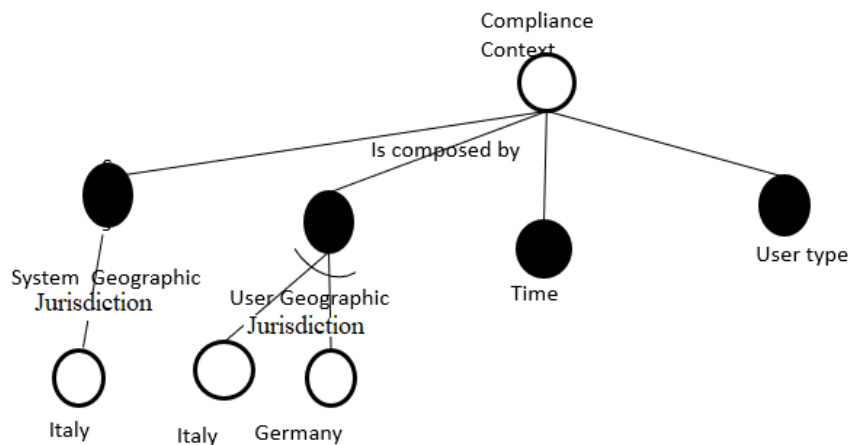 Compliance
Context
Is composed by
System Geographic
Jurisdiction
User Geographic
Jurisdiction
Time
User type
Italy
Italy
Germany